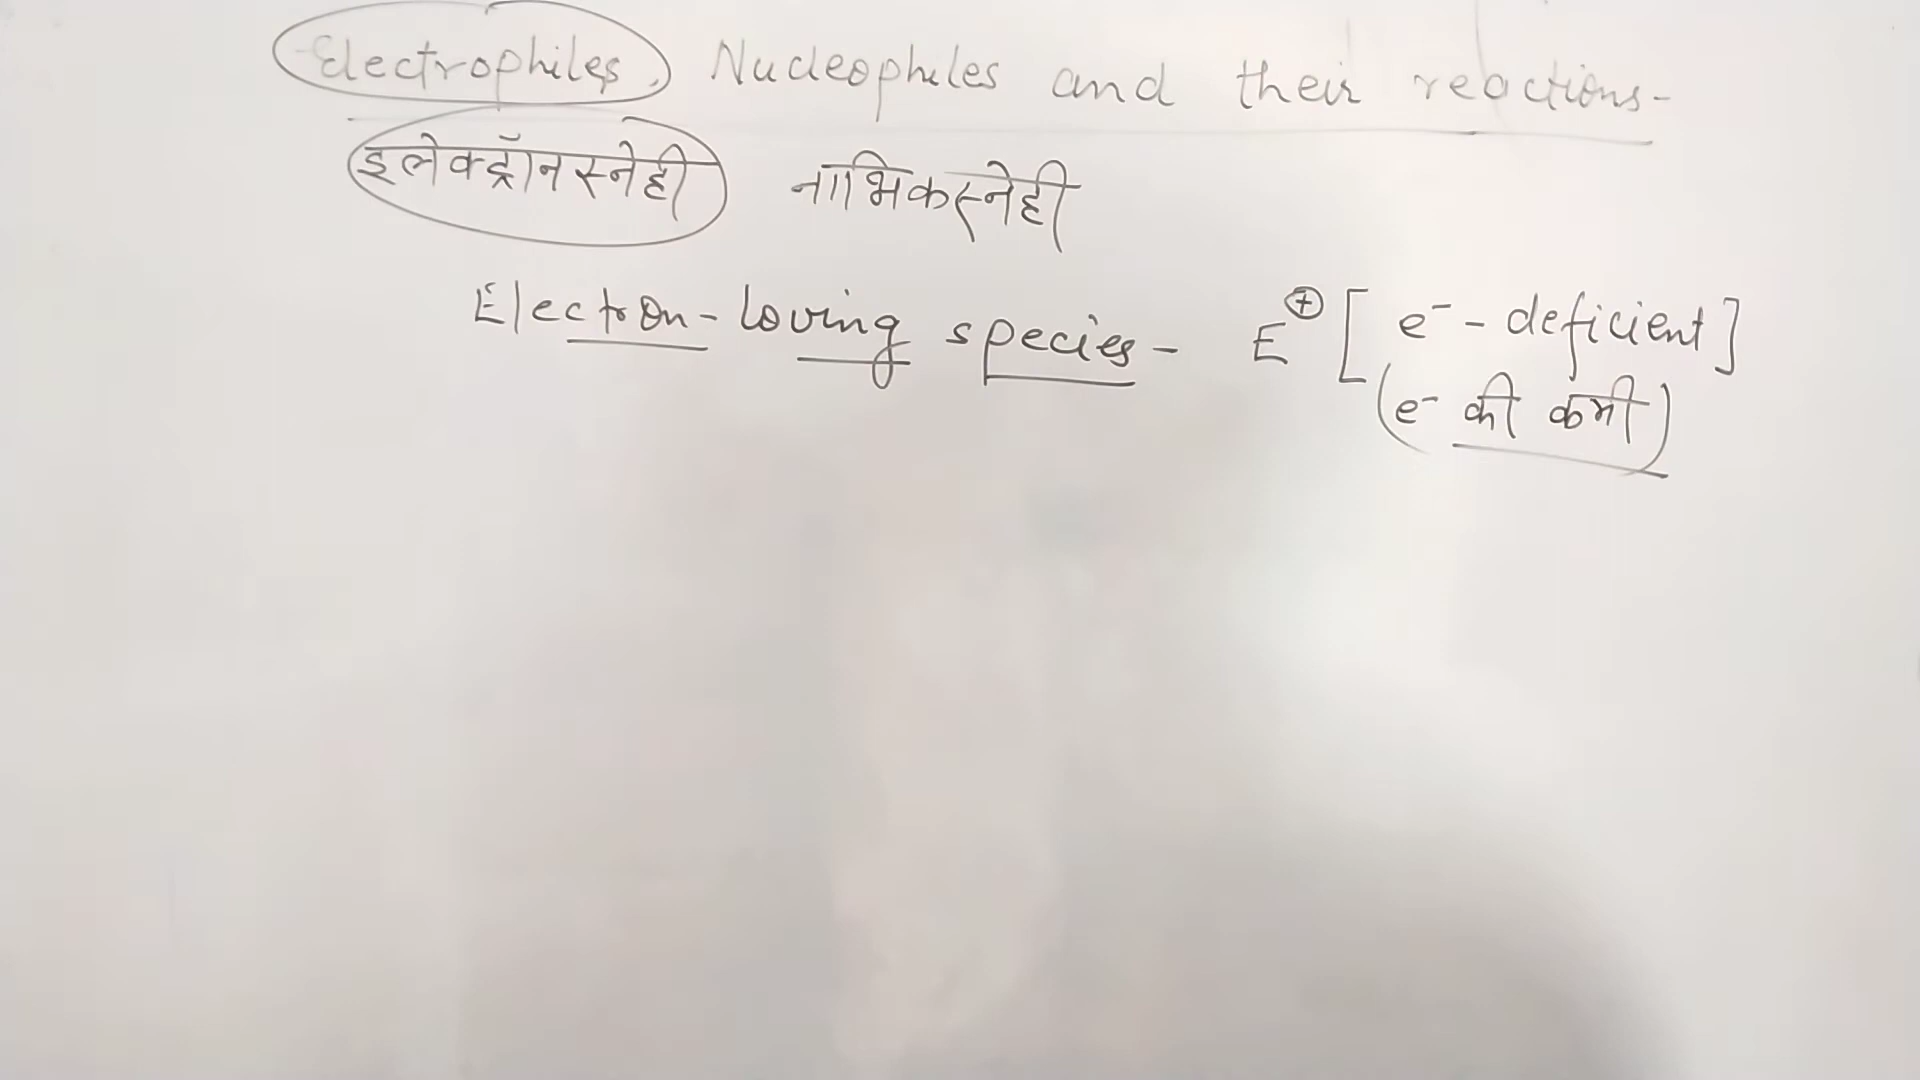 Electrophiles, Nucleophiles and their reactions-
इलेक्ट्रॉनस्नेही नाभिकस्नेही
Electron-loving species- E⊕ [e⁻-deficient]
(e⁻ की कमी)